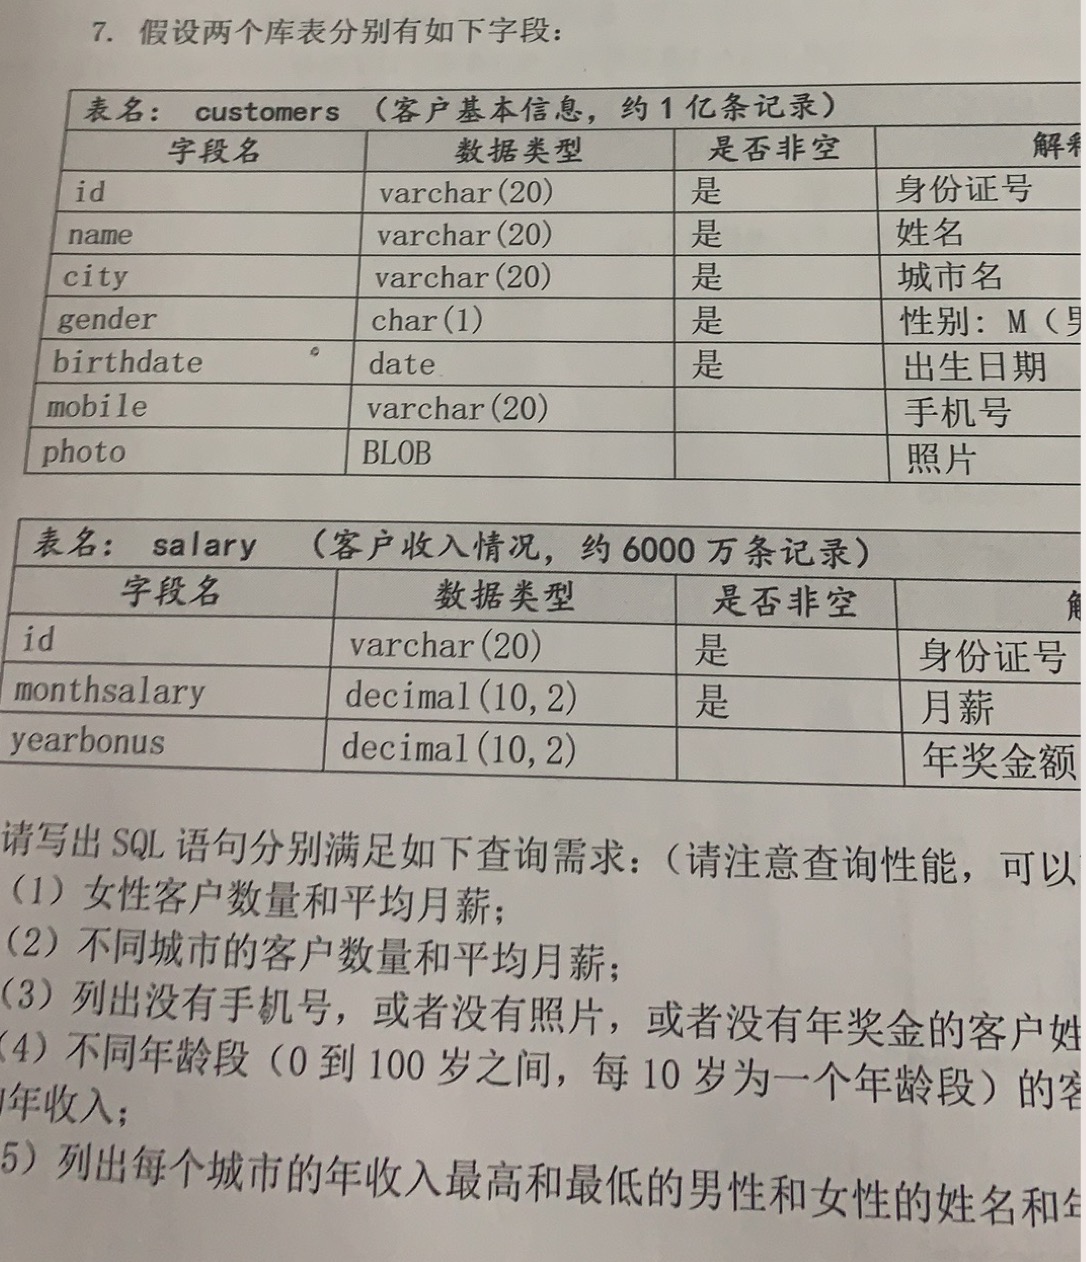 7. 假设两个库表分别有如下字段：
表名： customers （客户基本信息，约 1 亿条记录）
字段名 数据类型 是否非空 解释
id varchar(20) 是 身份证号
name varchar(20) 是 姓名
city varchar(20) 是 城市名
gender char(1) 是 性别：M（男
birthdate date 是 出生日期
mobile varchar(20) 手机号
photo BLOB 照片
表名： salary （客户收入情况，约 6000 万条记录）
字段名 数据类型 是否非空
id varchar(20) 是 身份证号
monthsalary decimal(10,2) 是 月薪
yearbonus decimal(10,2) 年奖金额
请写出 SQL 语句分别满足如下查询需求：（请注意查询性能，可以
（1）女性客户数量和平均月薪；
（2）不同城市的客户数量和平均月薪；
（3）列出没有手机号，或者没有照片，或者没有年奖金的客户姓
（4）不同年龄段（0 到 100 岁之间，每 10 岁为一个年龄段）的客
年收入；
5）列出每个城市的年收入最高和最低的男性和女性的姓名和年